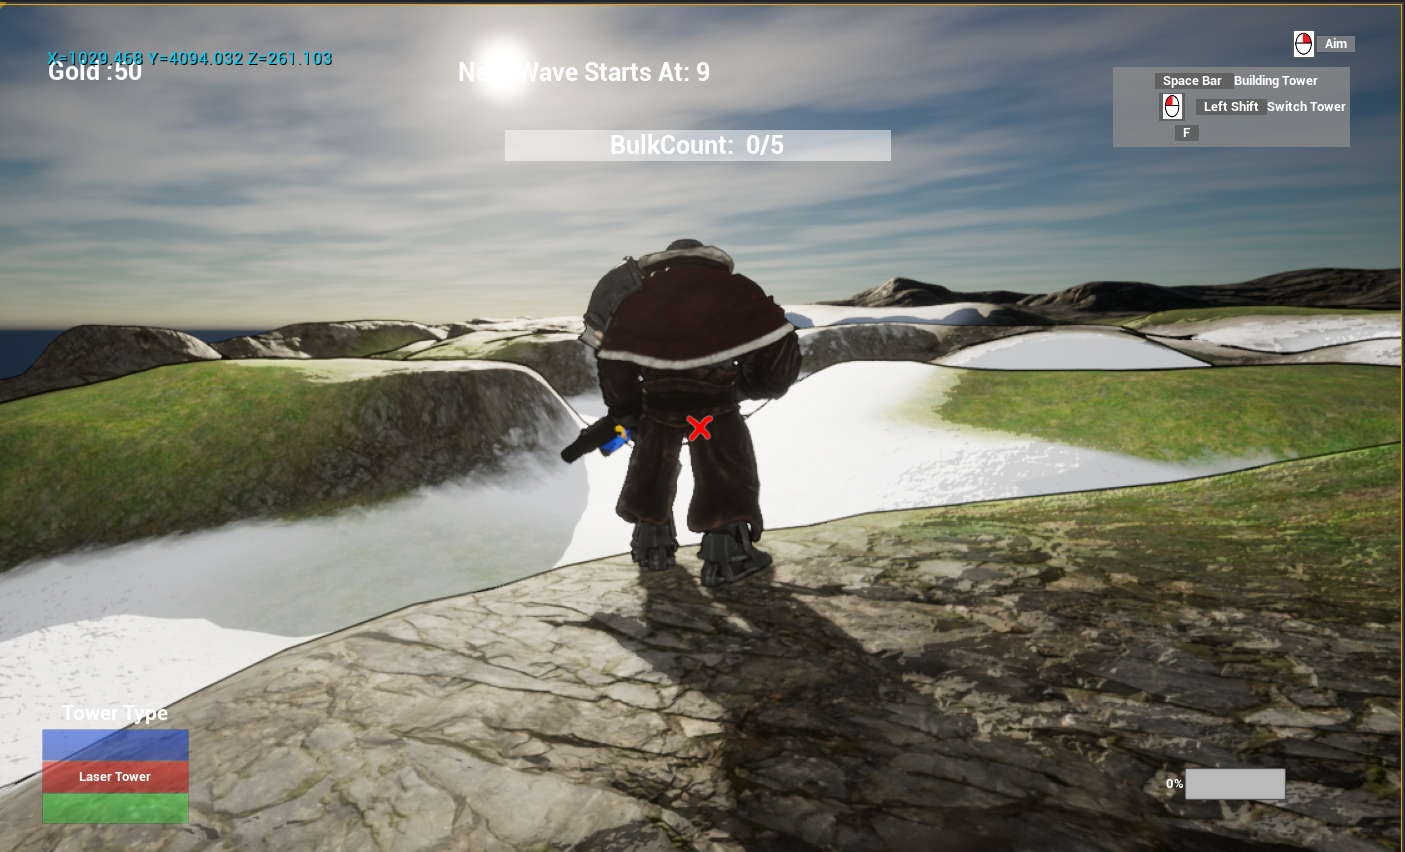 X=1029.468 Y=4094.032 Z=261.103
Gold :50
Wave Starts At: 9
BulkCount: 0/5
Aim
Space Bar Building Tower
Left Shift Switch Tower
F
Tower Type
Laser Tower
0%